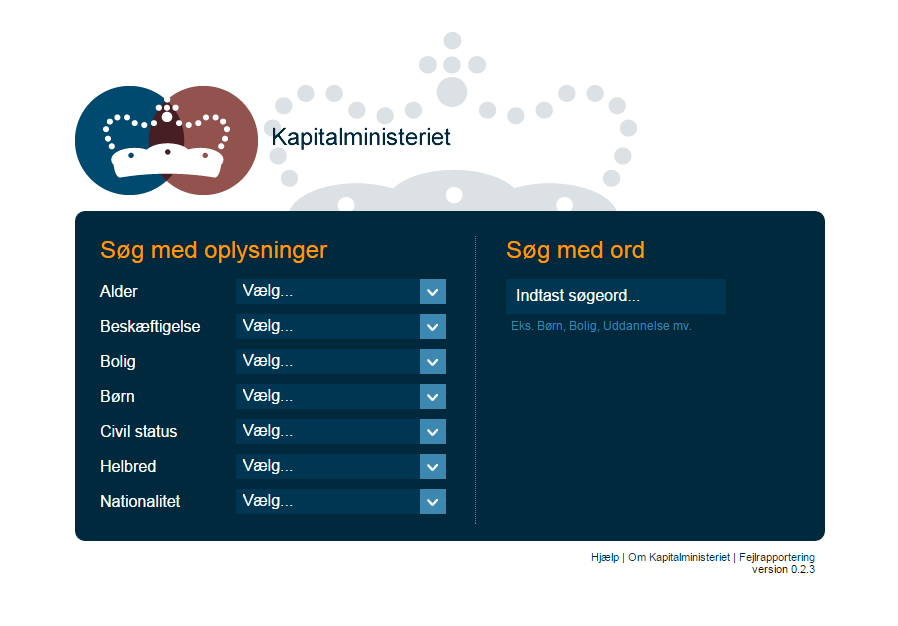 Kapitalministeriet
Søg med oplysninger
Alder Vælg...
Beskæftigelse Vælg...
Bolig Vælg...
Børn Vælg...
Civil status Vælg...
Helbred Vælg...
Nationalitet Vælg...
Søg med ord
Indtast søgeord...
Eks. Børn, Bolig, Uddannelse mv.
Hjælp | Om Kapitalministeriet | Fejlrapportering
version 0.2.3